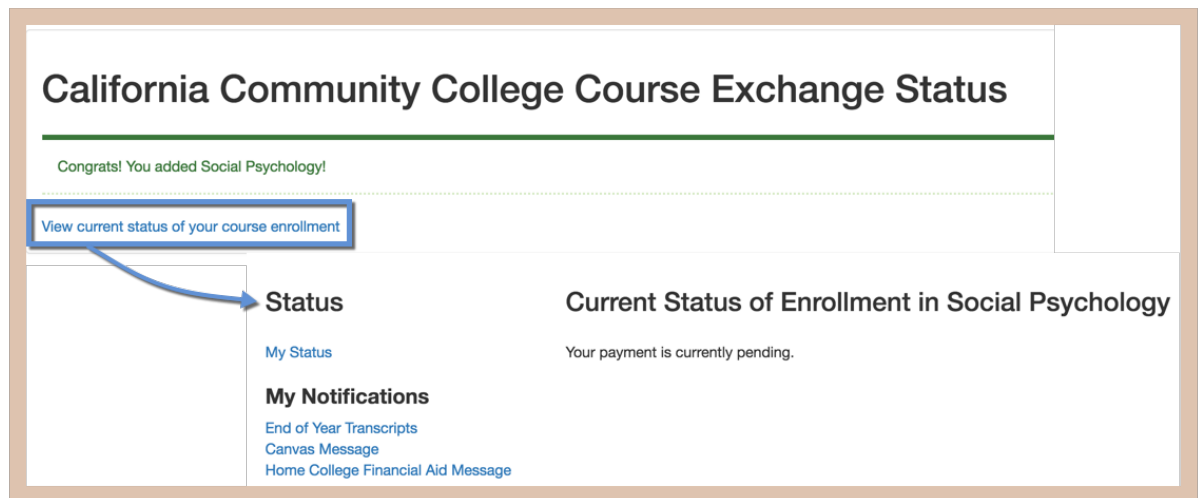 California Community College Course Exchange Status
Congrats! You added Social Psychology!
View current status of your course enrollment
Status
My Status
My Notifications
End of Year Transcripts
Canvas Message
Home College Financial Aid Message
Current Status of Enrollment in Social Psychology
Your payment is currently pending.